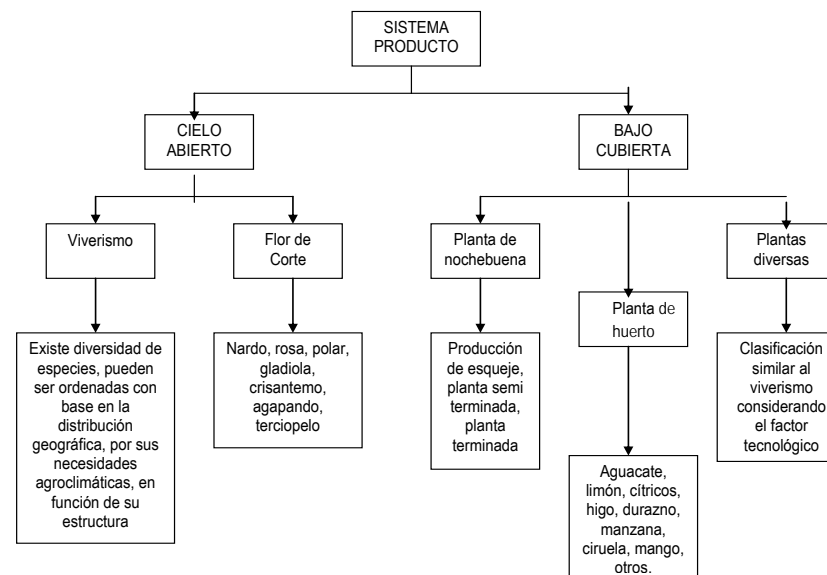 SISTEMA
PRODUCTO
CIELO
ABIERTO
BAJO
CUBIERTA
Viverismo
Flor de
Corte
Planta de
nochebuena
Planta de
huerto
Plantas
diversas
Existe diversidad de
especies, pueden
ser ordenadas con
base en la
distribución
geográfica, por sus
necesidades
agroclimáticas, en
función de su
estructura
Nardo, rosa, polar,
gladiola,
crisantemo,
agapando,
terciopelo
Producción
de esqueje,
planta semi
terminada,
planta
terminada
Aguacate,
limón, cítricos,
higo, durazno,
manzana,
ciruela, mango,
otros.
Clasificación
similar al
viverismo
considerando
el factor
tecnológico